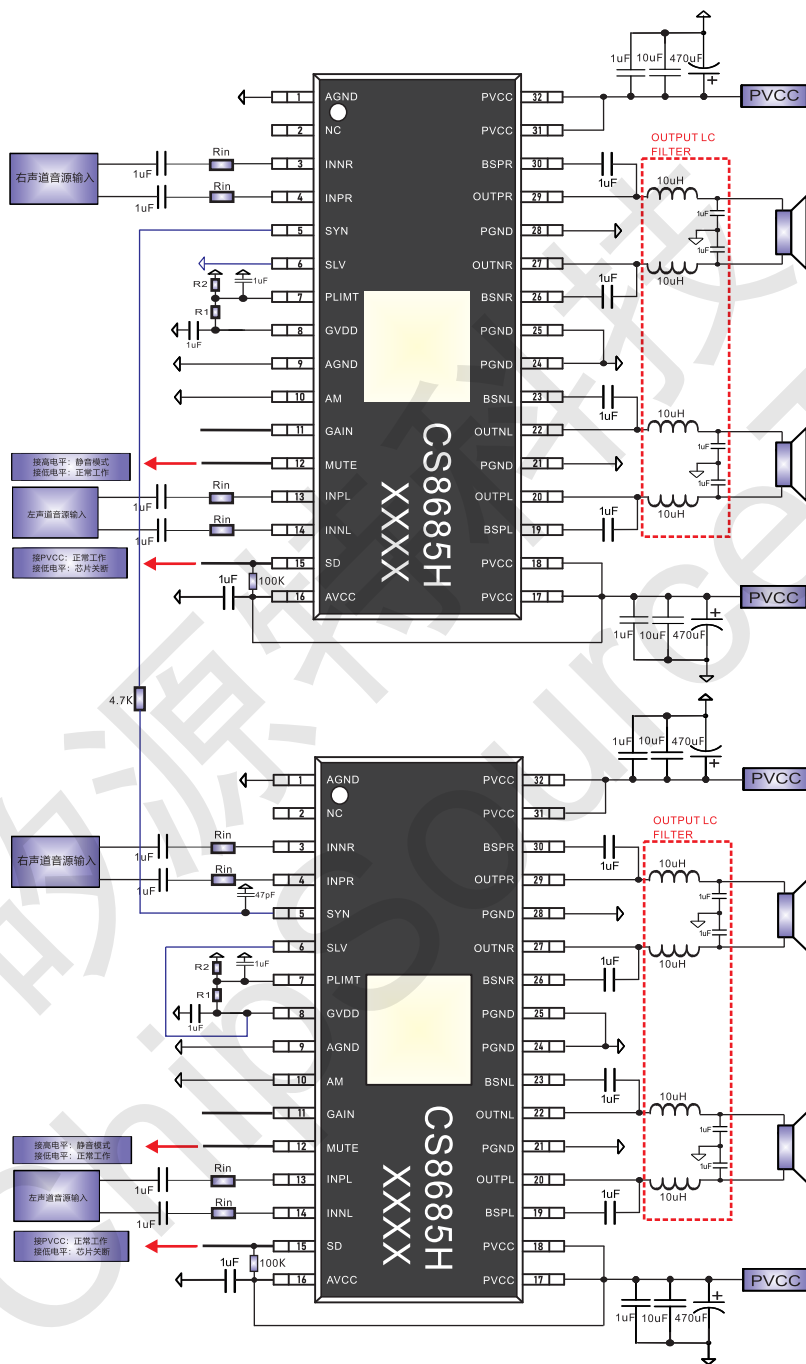 1uF
10uF
470uF
+
PVCC
1
AGND
PVCC
32
2
NC
PVCC
31
OUTPUT LC
FILTER
右声道音源输入
1uF
Rin
3
INNR
BSPR
30
1uF
10uH
1uF
Rin
4
INPR
OUTPR
29
1uF
5
SYN
PGND
28
1uF
R2
1uF
6
SLV
OUTNR
27
10uH
R1
7
PLIMT
BSNR
26
1uF
1uF
8
GVDD
PGND
25
9
AGND
PGND
24
10
AM
BSNL
23
1uF
10uH
11
GAIN
OUTNL
22
1uF
接高电平：静音模式
接低电平：正常工作
12
MUTE
PGND
21
1uF
左声道音源输入
1uF
Rin
13
INPL
OUTPL
20
10uH
1uF
Rin
14
INNL
BSPL
19
1uF
接PVCC：正常工作
接低电平：芯片关断
15
SD
PVCC
18
1uF
100K
16
AVCC
PVCC
17
PVCC
CS8685H
XXXX
1uF
10uF
470uF
+
4.7K
1uF
10uF
470uF
+
PVCC
1
AGND
PVCC
32
2
NC
PVCC
31
OUTPUT LC
FILTER
右声道音源输入
1uF
Rin
3
INNR
BSPR
30
1uF
10uH
1uF
Rin
4
INPR
OUTPR
29
1uF
47pF
5
SYN
PGND
28
1uF
R2
1uF
6
SLV
OUTNR
27
10uH
R1
7
PLIMT
BSNR
26
1uF
1uF
8
GVDD
PGND
25
9
AGND
PGND
24
10
AM
BSNL
23
1uF
10uH
11
GAIN
OUTNL
22
1uF
接高电平：静音模式
接低电平：正常工作
12
MUTE
PGND
21
1uF
左声道音源输入
1uF
Rin
13
INPL
OUTPL
20
10uH
1uF
Rin
14
INNL
BSPL
19
1uF
接PVCC：正常工作
接低电平：芯片关断
15
SD
PVCC
18
1uF
100K
16
AVCC
PVCC
17
PVCC
CS8685H
XXXX
1uF
10uF
470uF
+
源特科技
ChipSource